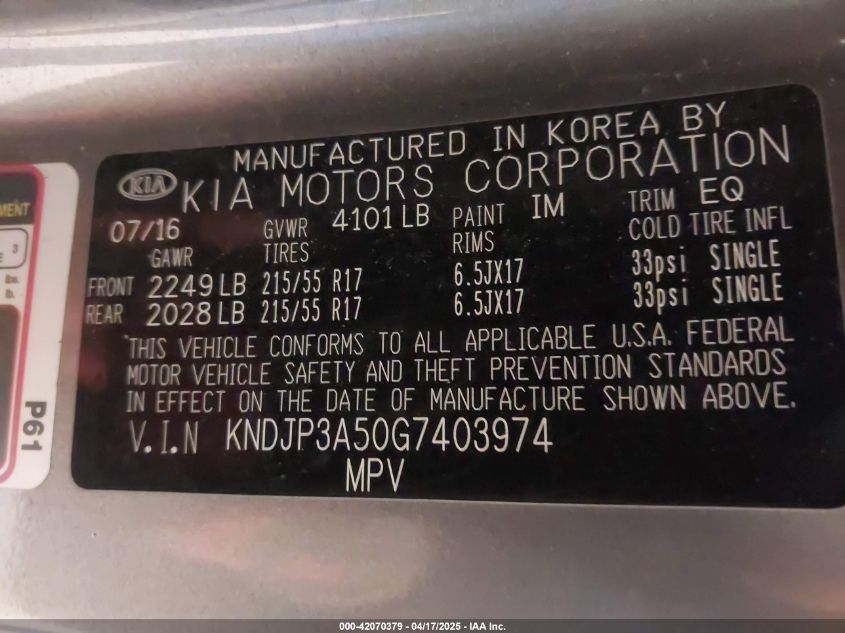 MANUFACTURED IN KOREA BY
KIA KIA MOTORS CORPORATION
07/16 GVWR 4101 LB PAINT IM TRIM EQ
GAWR TIRES RIMS COLD TIRE INFL
FRONT 2249 LB 215/55 R17 6.5JX17 33psi SINGLE
REAR 2028 LB 215/55 R17 6.5JX17 33psi SINGLE
THIS VEHICLE CONFORMS TO ALL APPLICABLE U.S.A. FEDERAL
MOTOR VEHICLE SAFETY AND THEFT PREVENTION STANDARDS
IN EFFECT ON THE DATE OF MANUFACTURE SHOWN ABOVE.
V.I.N KNDJP3A50G7403974
MPV
MENT
E 3
lbs.
lb.
P61
000-42070379 - 04/17/2025 - IAA Inc.